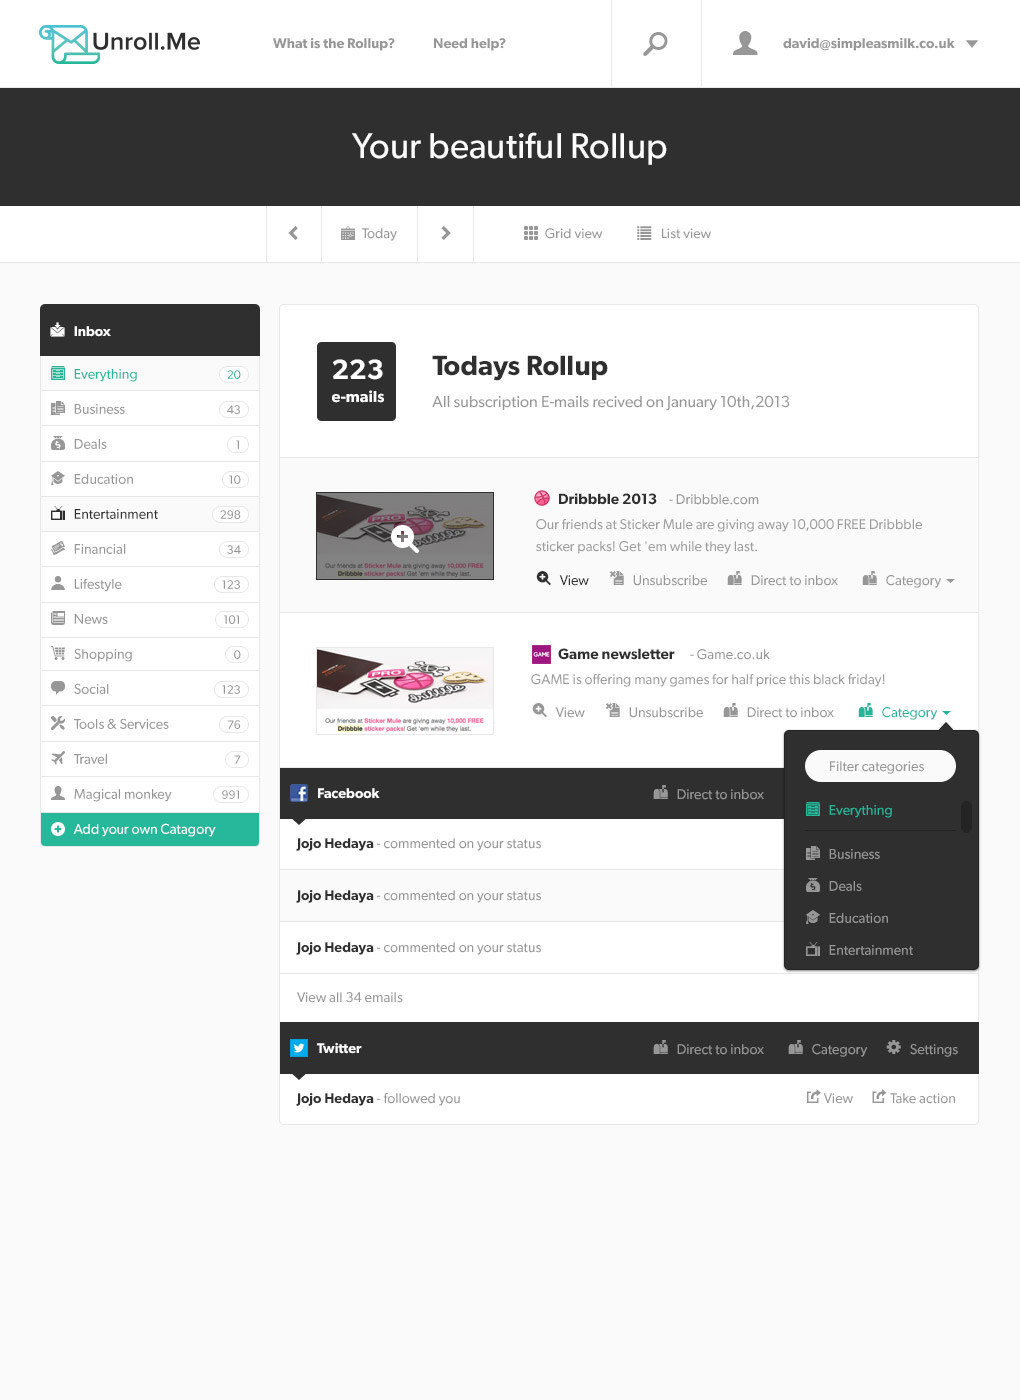 Unroll.Me
What is the Rollup?
Need help?
david@simpleasmilk.co.uk
Your beautiful Rollup
Today
Grid view
List view
Inbox
Everything 20
Business 43
Deals 1
Education 10
Entertainment 298
Financial 34
Lifestyle 123
News 101
Shopping 0
Social 123
Tools & Services 76
Travel 7
Magical monkey 991
Add your own Catagory
223
e-mails
Todays Rollup
All subscription E-mails recived on January 10th,2013
PRO
Our friends at Sticker Mule are giving away 10,000 FREE
Dribbble sticker packs! Get 'em while they last.
Dribbble 2013 - Dribbble.com
Our friends at Sticker Mule are giving away 10,000 FREE Dribbble
sticker packs! Get 'em while they last.
View Unsubscribe Direct to inbox Category
PRO
dribbble
Our friends at Sticker Mule are giving away 10,000 FREE
Dribbble sticker packs! Get 'em while they last.
GAME
Game newsletter - Game.co.uk
GAME is offering many games for half price this black friday!
View Unsubscribe Direct to inbox Category
Filter categories
Everything
Business
Deals
Education
Entertainment
Facebook Direct to inbox
Jojo Hedaya - commented on your status
Jojo Hedaya - commented on your status
Jojo Hedaya - commented on your status
View all 34 emails
Twitter Direct to inbox Category Settings
Jojo Hedaya - followed you View Take action